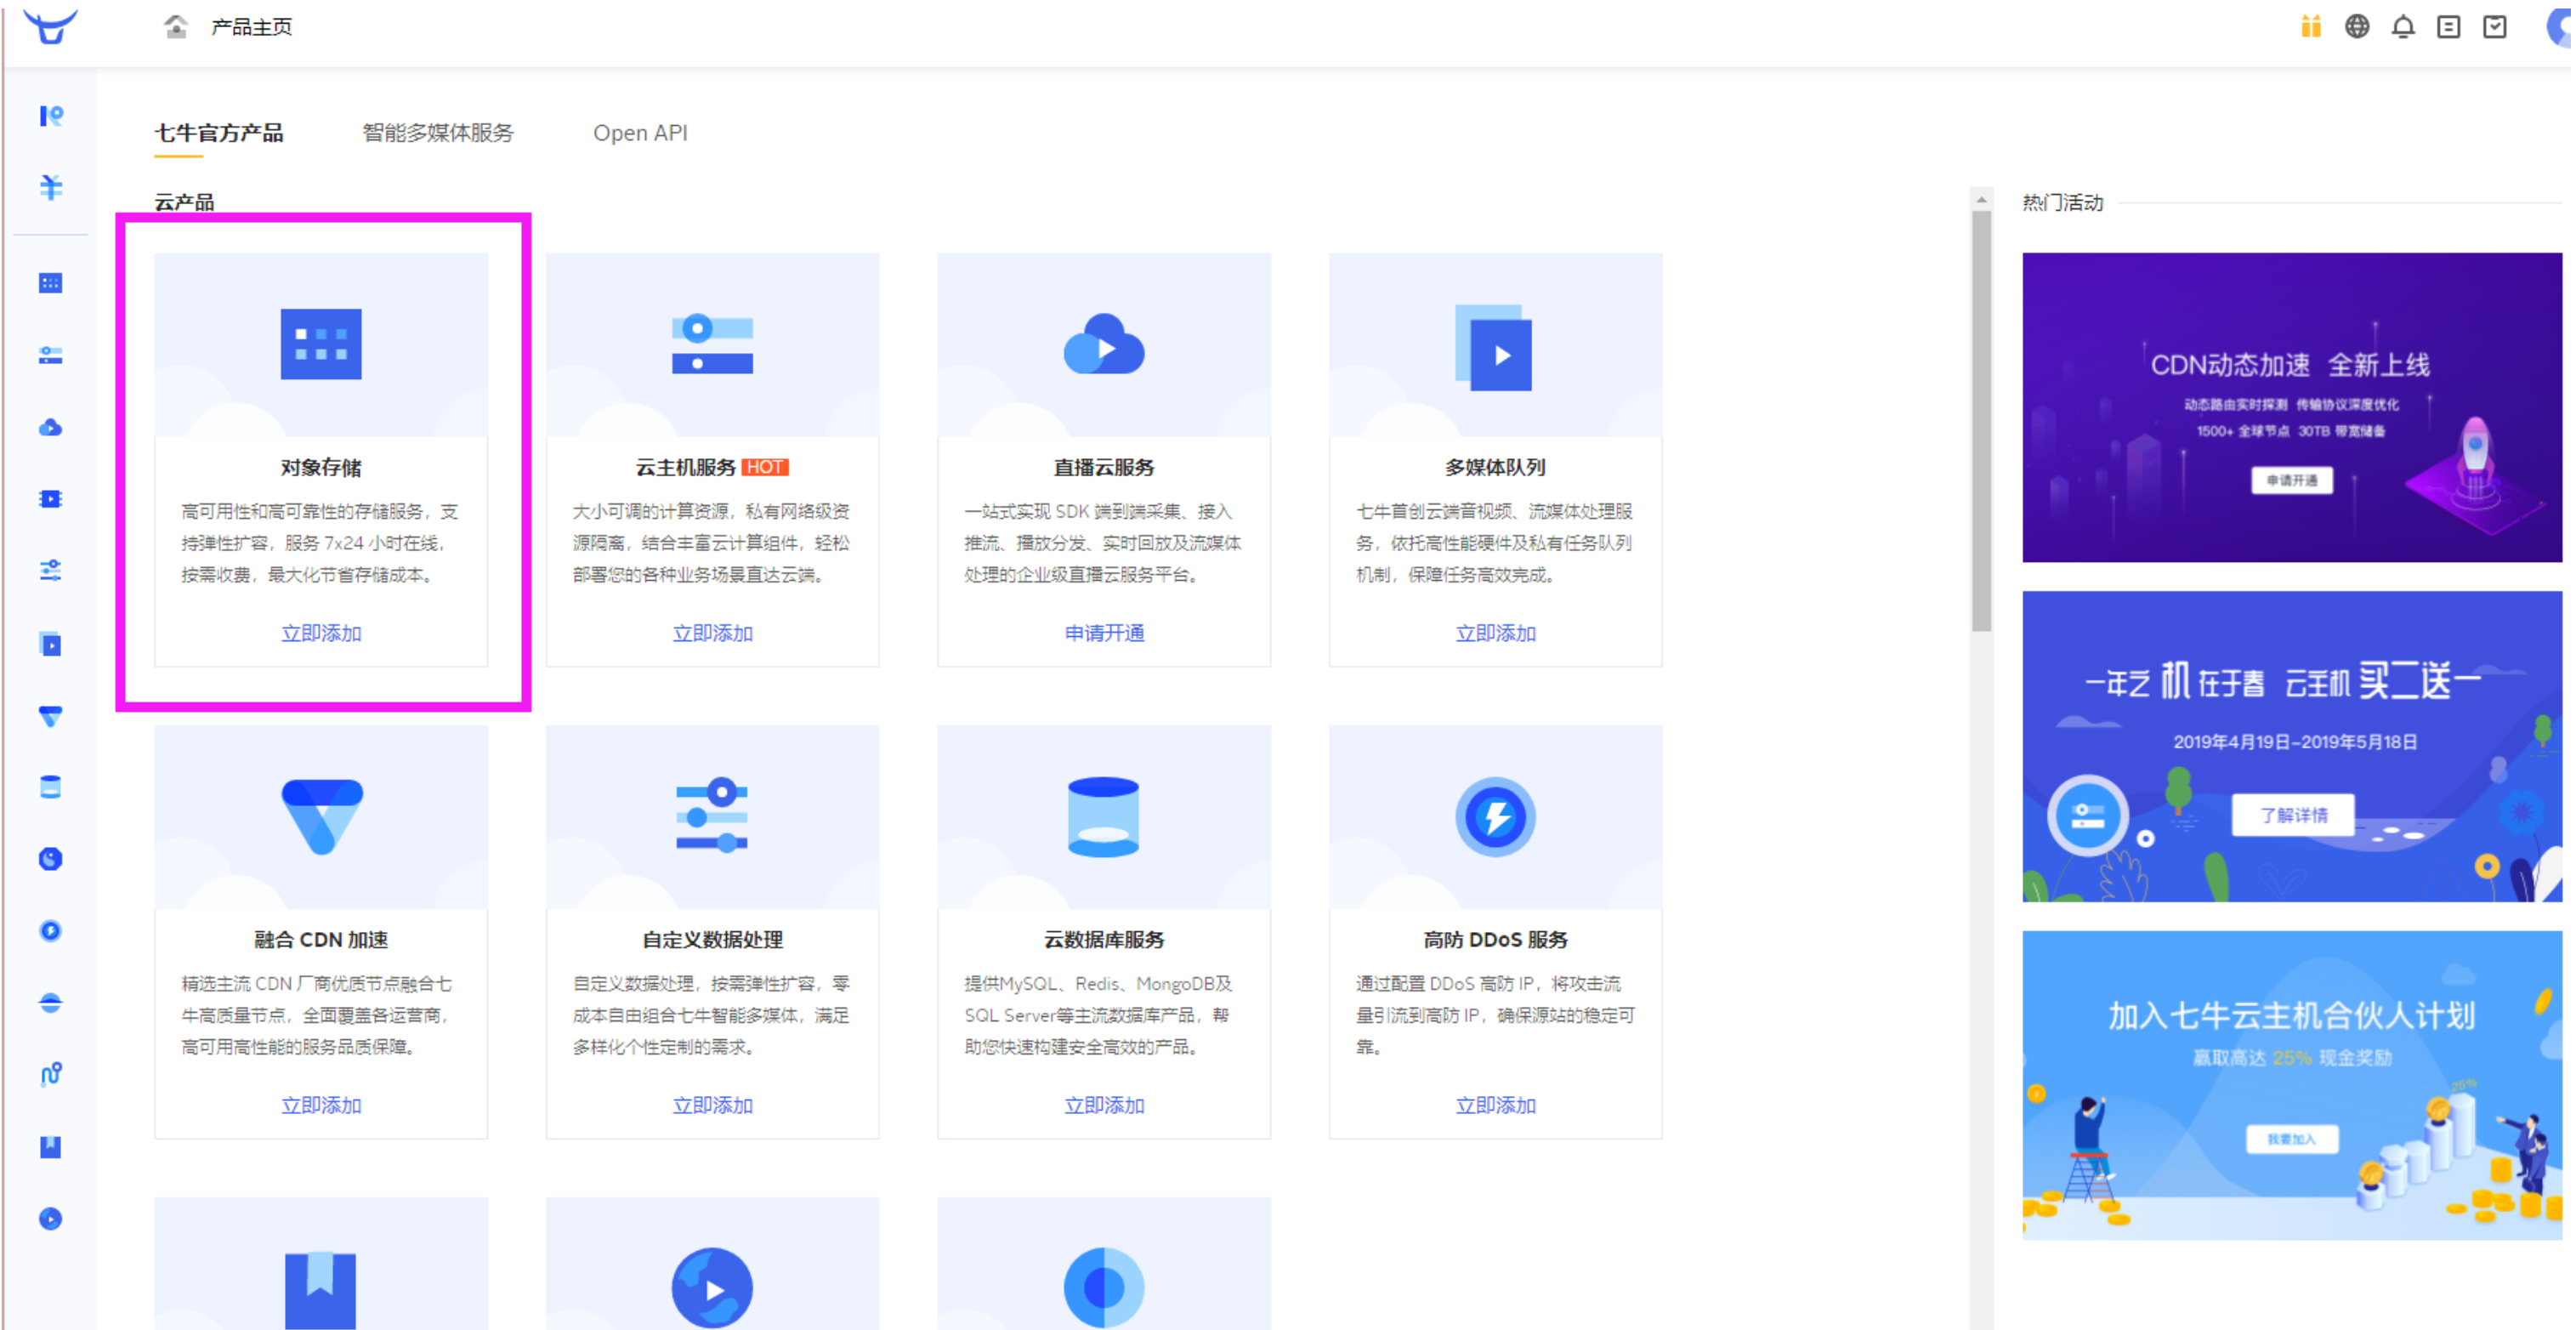 产品主页
七牛官方产品
智能多媒体服务
Open API
云产品
对象存储
高可用性和高可靠性的存储服务，支
持弹性扩容，服务 7x24 小时在线，
按需收费，最大化节省存储成本。
立即添加
云主机服务 HOT
大小可调的计算资源，私有网络级资
源隔离，结合丰富云计算组件，轻松
部署您的各种业务场景直达云端。
立即添加
直播云服务
一站式实现 SDK 端到端采集、接入
推流、播放分发、实时回放及流媒体
处理的企业级直播云服务平台。
申请开通
多媒体队列
七牛首创云端音视频、流媒体处理服
务，依托高性能硬件及私有任务队列
机制，保障任务高效完成。
立即添加
融合 CDN 加速
精选主流 CDN 厂商优质节点融合七
牛高质量节点，全面覆盖各运营商，
高可用高性能的服务品质保障。
立即添加
自定义数据处理
自定义数据处理，按需弹性扩容，零
成本自由组合七牛智能多媒体，满足
多样化个性定制的需求。
立即添加
云数据库服务
提供MySQL、Redis、MongoDB及
SQL Server等主流数据库产品，帮
助您快速构建安全高效的产品。
立即添加
高防 DDoS 服务
通过配置 DDoS 高防 IP，将攻击流
量引流到高防 IP，确保源站的稳定可
靠。
立即添加
热门活动
CDN动态加速 全新上线
动态路由实时探测 传输协议深度优化
1500+ 全球节点 30TB 带宽储备
申请开通
一年之 机 在于春 云主机 买二送一
2019年4月19日-2019年5月18日
了解详情
加入七牛云主机合伙人计划
赢取高达 25% 现金奖励
25%
我要加入